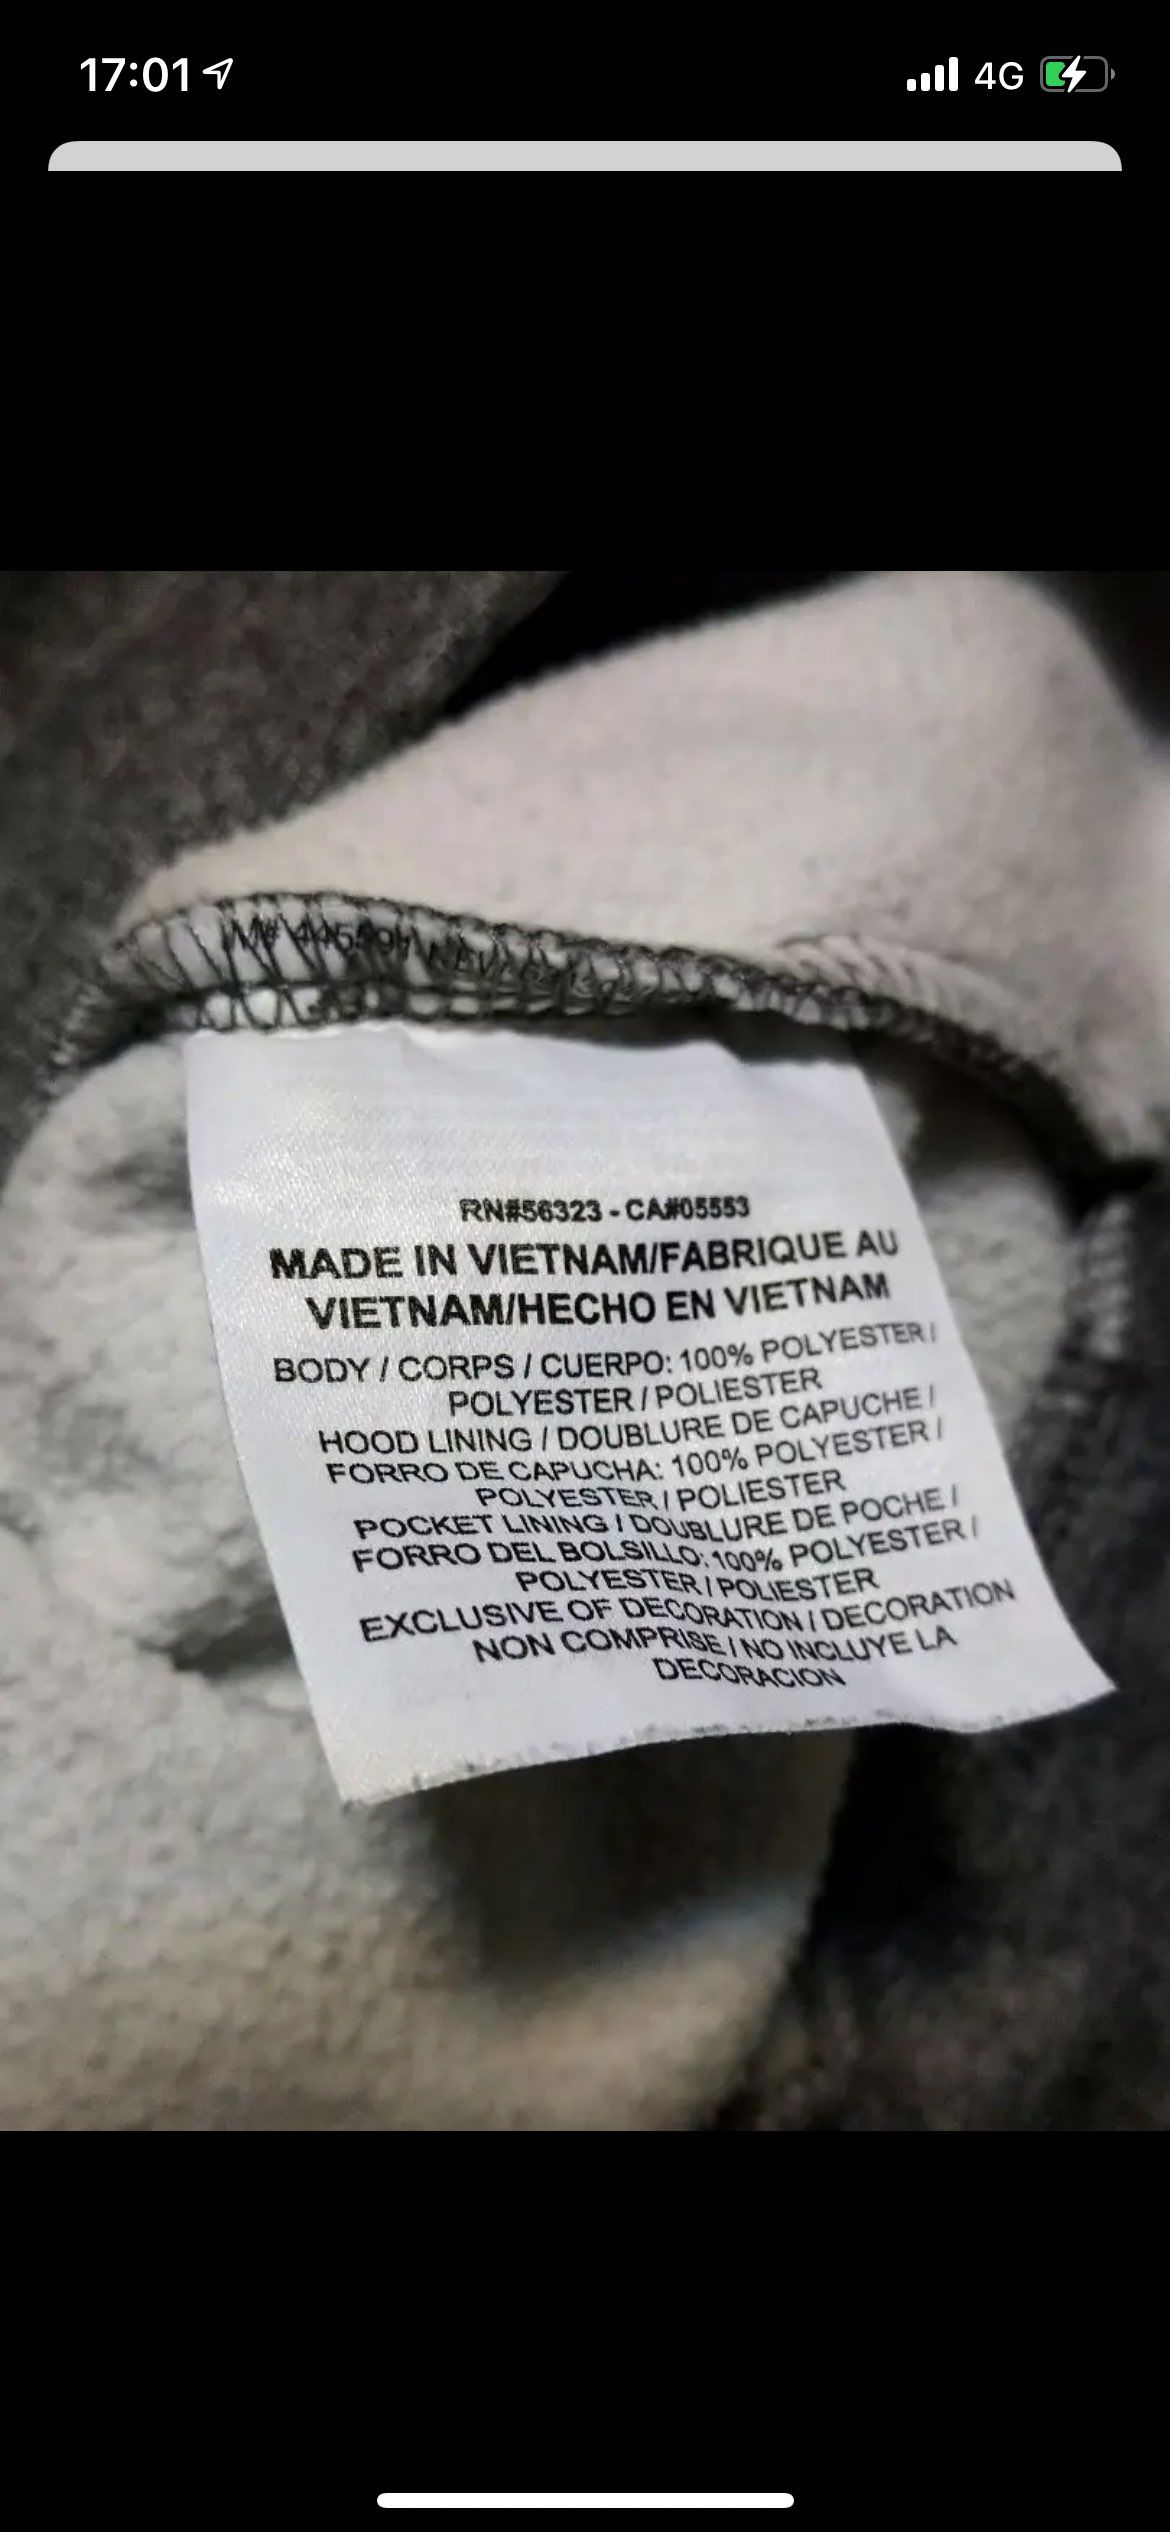 17:01
4G
RN#56323 - CA#05553
MADE IN VIETNAM/FABRIQUE AU
VIETNAM/HECHO EN VIETNAM
BODY / CORPS / CUERPO: 100% POLYESTER /
POLYESTER / POLIESTER
HOOD LINING / DOUBLURE DE CAPUCHE /
FORRO DE CAPUCHA: 100% POLYESTER /
POLYESTER / POLIESTER
POCKET LINING / DOUBLURE DE POCHE /
FORRO DEL BOLSILLO: 100% POLYESTER /
POLYESTER / POLIESTER
EXCLUSIVE OF DECORATION / DECORATION
NON COMPRISE / NO INCLUYE LA
DECORACION